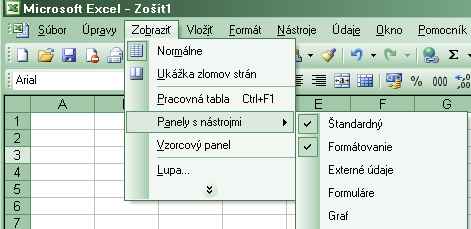 Microsoft Excel - Zošit1
Súbor Úpravy Zobraziť Vložiť Formát Nástroje Údaje Okno Pomocník
Arial
Normálne
Ukážka zlomov strán
Pracovná tabla Ctrl+F1
Panely s nástrojmi
Vzorcový panel
Lupa...
Štandardný
Formátovanie
Externé údaje
Formuláre
Graf
A E F G
1
2
3
4
5
6
7
% 000